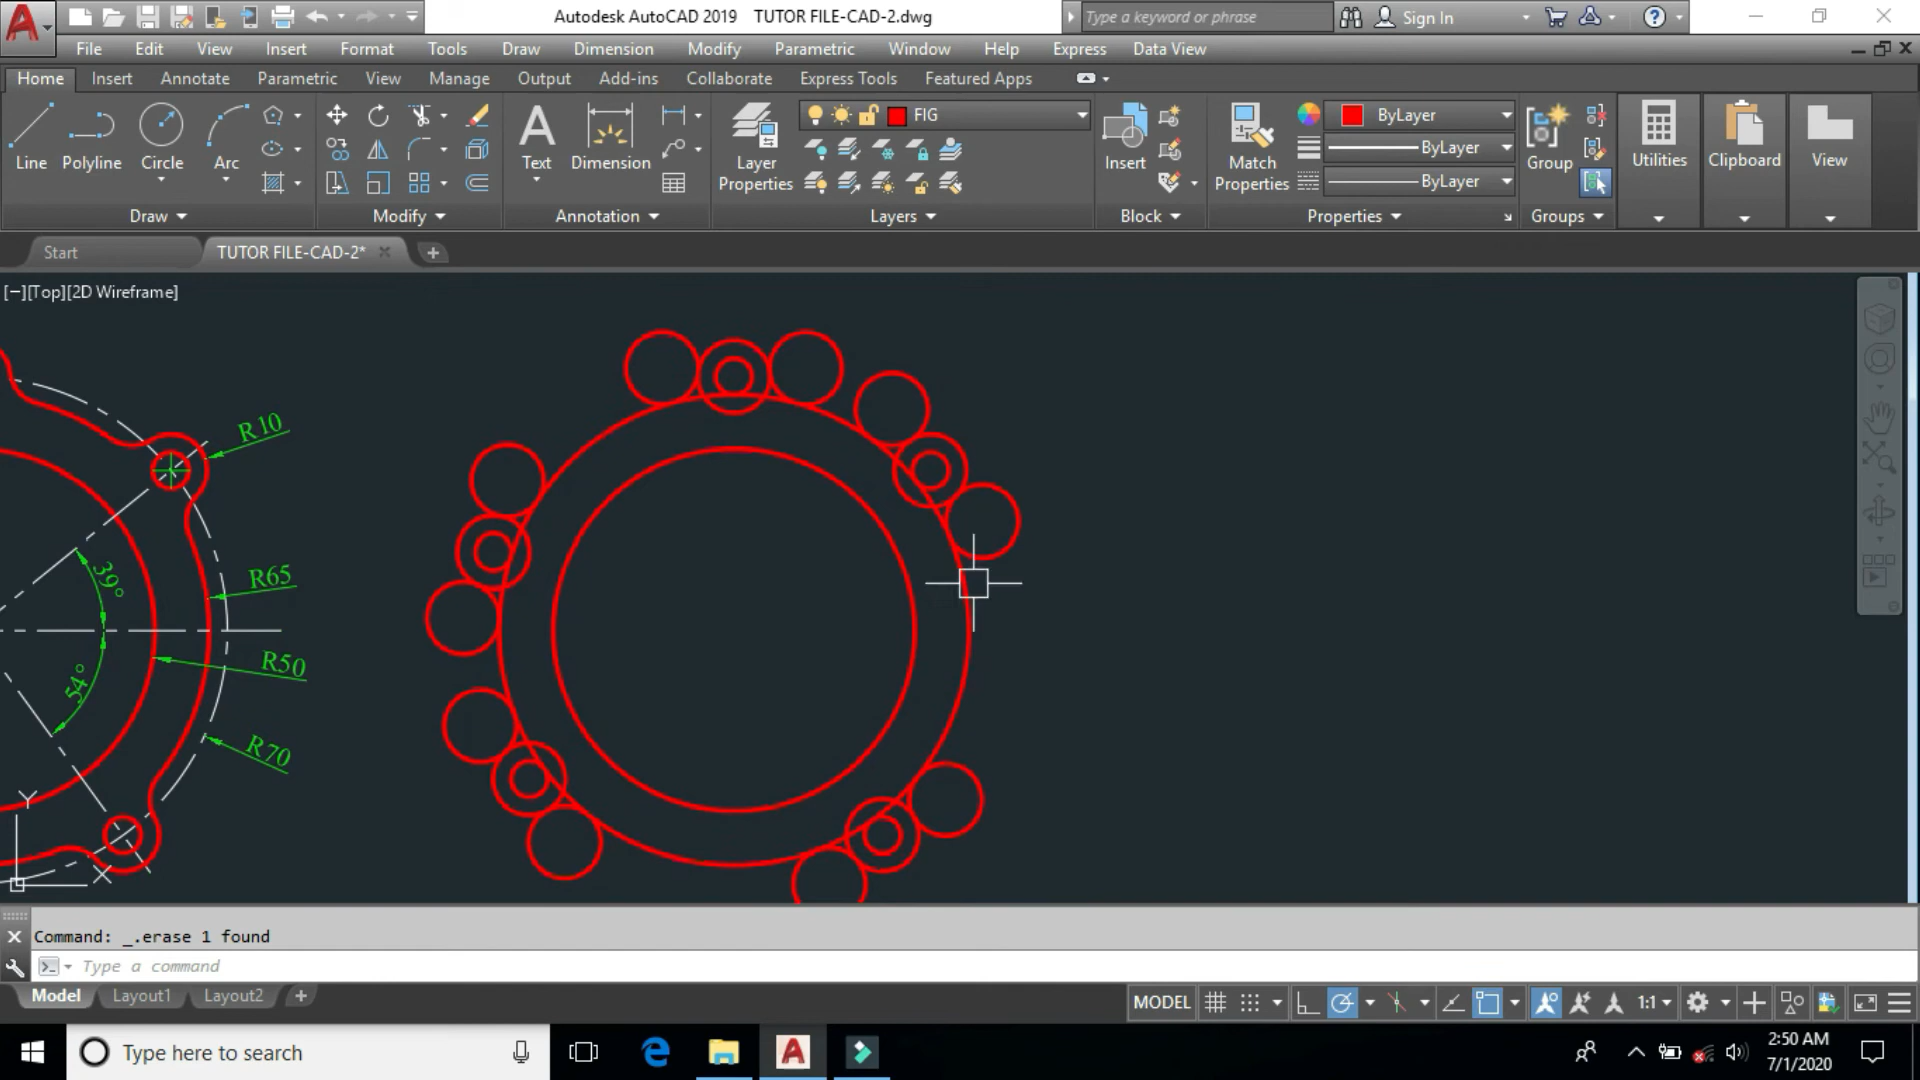 Autodesk AutoCAD 2019 TUTOR FILE-CAD-2.dwg
Type a keyword or phrase
Sign In
File Edit View Insert Format Tools Draw Dimension Modify Parametric Window Help Express Data View
Home Insert Annotate Parametric View Manage Output Add-ins Collaborate Express Tools Featured Apps
FIG
ByLayer
Line Polyline Circle Arc
Text Dimension
Layer Properties
Insert
Match Properties
ByLayer
ByLayer
Group
Utilities
Clipboard
View
Draw Modify Annotation Layers Block Properties Groups
Start TUTOR FILE-CAD-2*
[−][Top][2D Wireframe]
R10
39°
R65
R50
54°
R70
Y
X
Command: _.erase 1 found
Type a command
Model Layout1 Layout2
MODEL
1:1
Type here to search
2:50 AM
7/1/2020